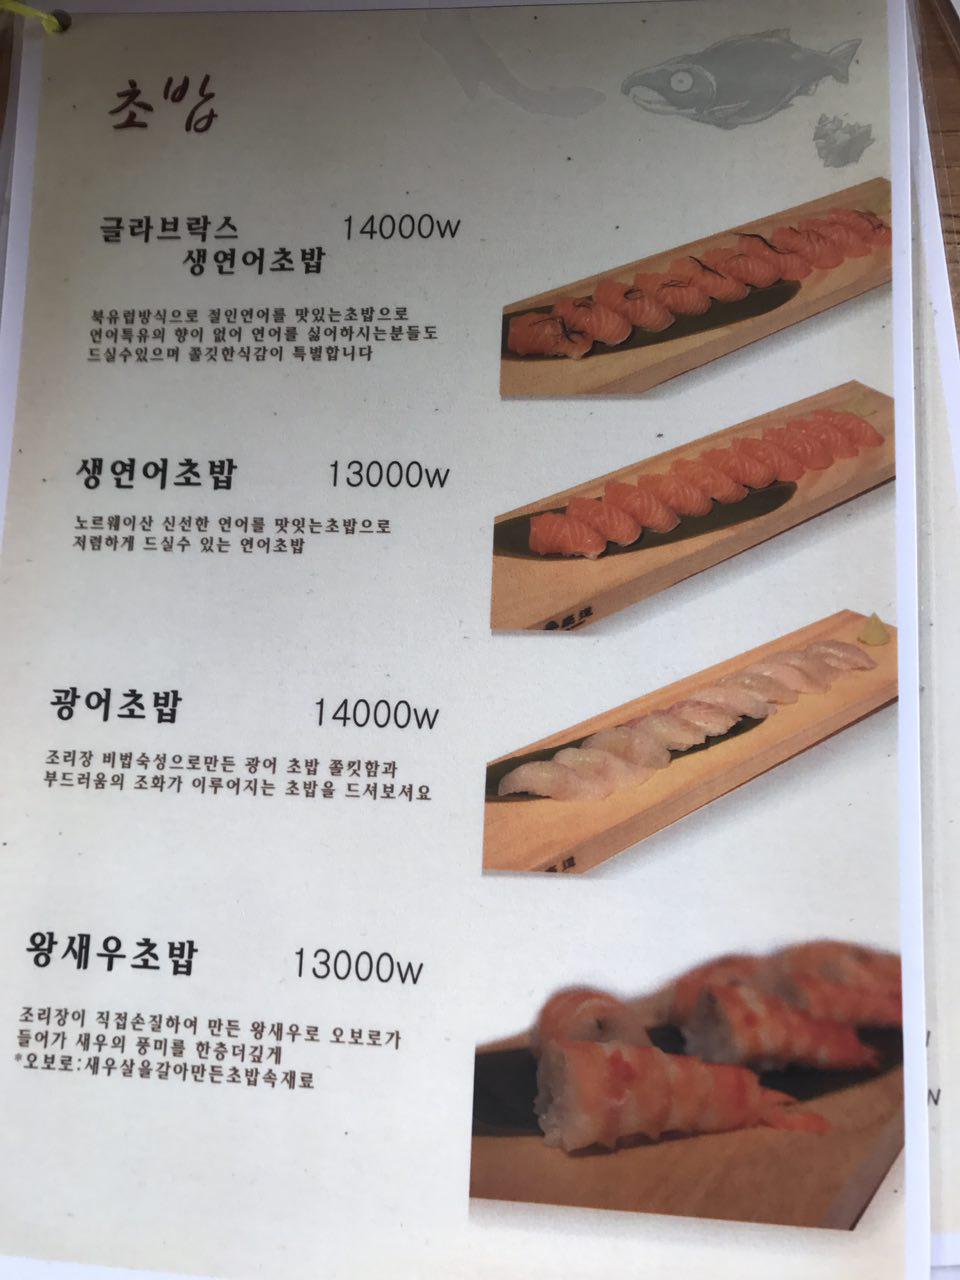 초밥
글라브락스 14000w
생연어초밥
북유럽방식으로 절인연어를 맛있는초밥으로
연어특유의 향이 없어 연어를 싫어하시는분들도
드실수있으며 쫄깃한식감이 특별합니다
생연어초밥 13000w
노르웨이산 신선한 연어를 맛잇는초밥으로
저렴하게 드실수 있는 연어초밥
광어초밥 14000w
조리장 비법숙성으로만든 광어 초밥 쫄킷함과
부드러움의 조화가 이루어지는 초밥을 드셔보셔요
왕새우초밥 13000w
조리장이 직접손질하여 만든 왕새우로 오보로가
들어가 새우의 풍미를 한층더깊게
*오보로:새우살을갈아만든초밥속재료
N